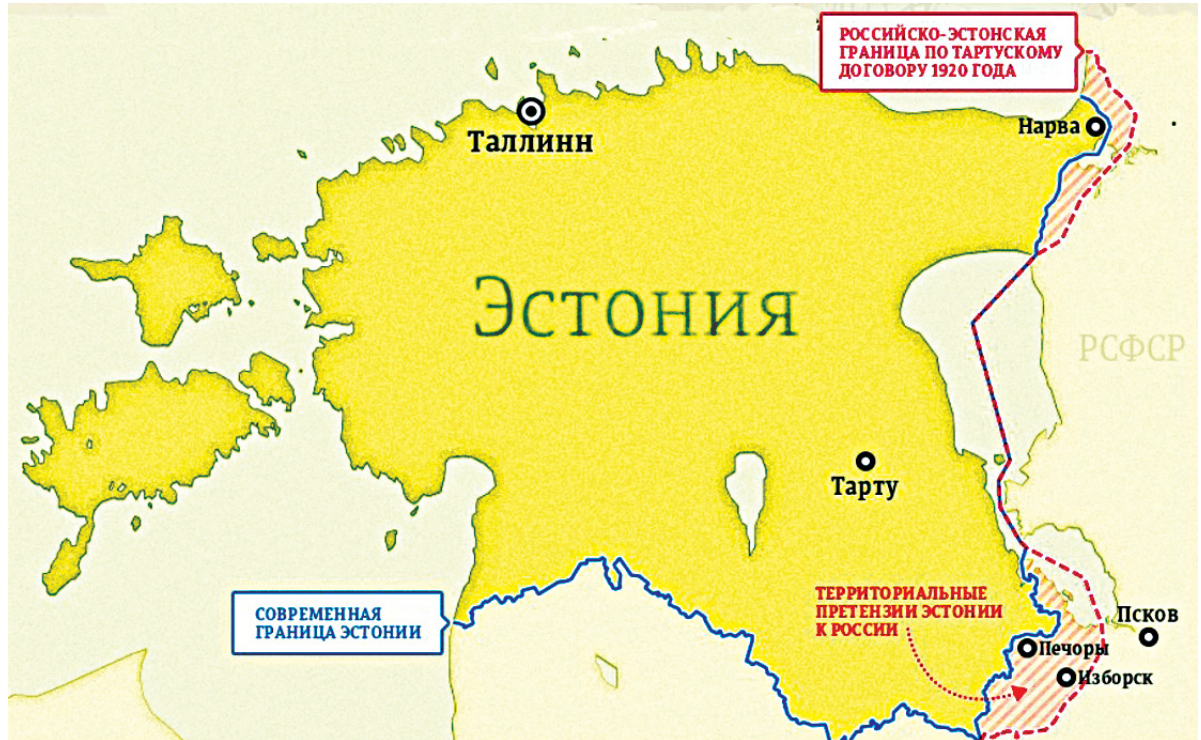 РОССИЙСКО-ЭСТОНСКАЯ
ГРАНИЦА ПО ТАРТУСКОМУ
ДОГОВОРУ 1920 ГОДА
Таллинн
Нарва
Эстония
РСФСР
Тарту
СОВРЕМЕННАЯ
ГРАНИЦА ЭСТОНИИ
ТЕРРИТОРИАЛЬНЫЕ
ПРЕТЕНЗИИ ЭСТОНИИ
К РОССИИ
Псков
Печоры
Изборск